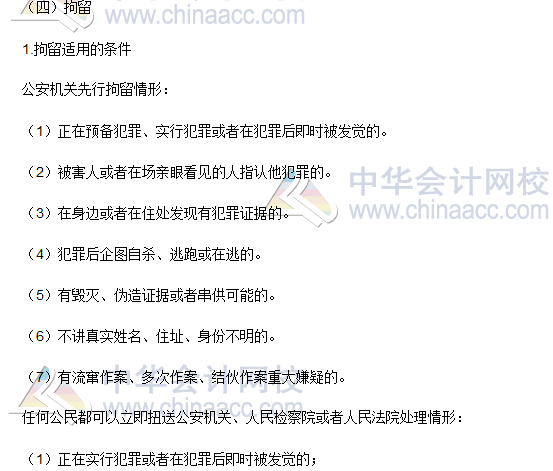 （四）拘留
www.chinaacc.com
1.拘留适用的条件
公安机关先行拘留情形：
（1）正在预备犯罪、实行犯罪或者在犯罪后即时被发觉的。
（2）被害人或者在场亲眼看见的人指认他犯罪的。
中华会计网校
www.chinaacc.com
（3）在身边或者在住处发现有犯罪证据的。
（4）犯罪后企图自杀、逃跑或在逃的。
（5）有毁灭、伪造证据或者串供可能的。
（6）不讲真实姓名、住址、身份不明的。
（7）有流窜作案、多次作案、结伙作案重大嫌疑的。
中华会计网校
www.chinaacc.com
任何公民都可以立即扭送公安机关、人民检察院或者人民法院处理情形：
（1）正在实行犯罪或者在犯罪后即时被发觉的；